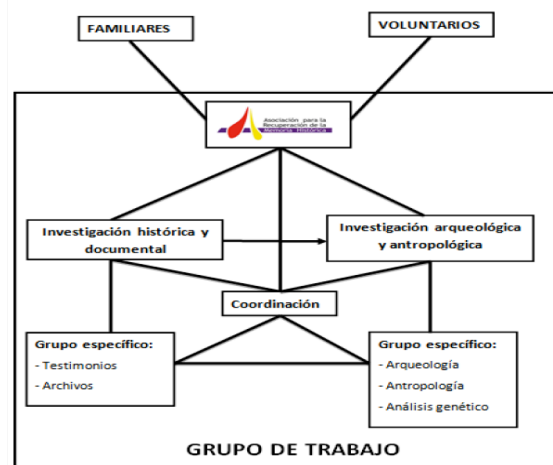 FAMILIARES
VOLUNTARIOS
Asociación para la
Recuperación de la
Memoria Histórica
Investigación histórica y
documental
Investigación arqueológica
y antropológica
Coordinación
Grupo específico:
- Testimonios
- Archivos
Grupo específico:
- Arqueología
- Antropología
- Análisis genético
GRUPO DE TRABAJO